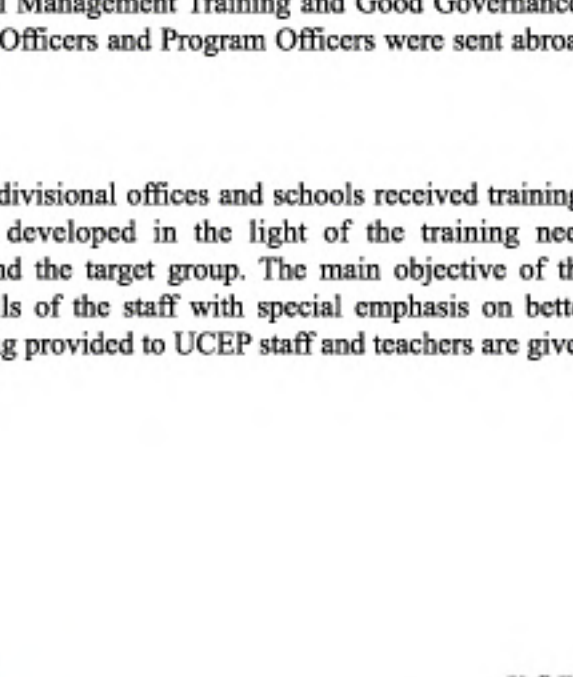 Management Training and Good Governance
Officers and Program Officers were sent abroa
divisional offices and schools received training
developed in the light of the training nee
nd the target group. The main objective of th
ls of the staff with special emphasis on bette
g provided to UCEP staff and teachers are give